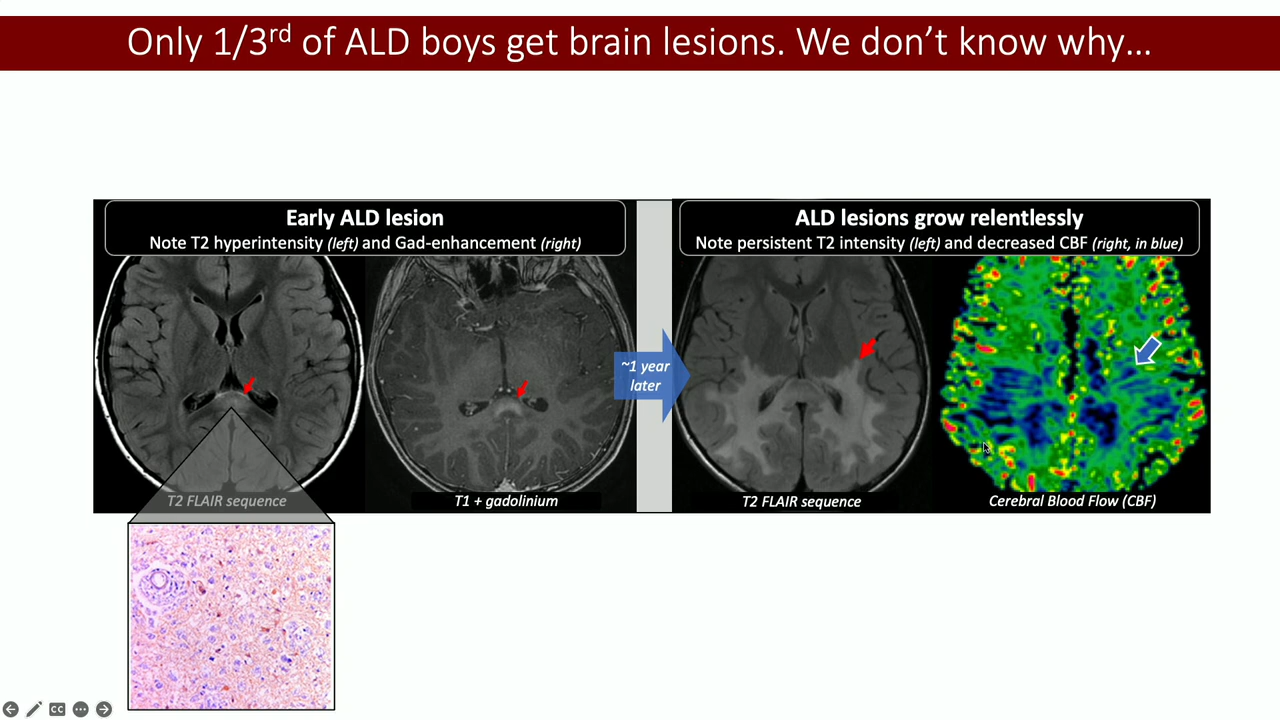 Only 1/3rd of ALD boys get brain lesions. We don't know why...
Early ALD lesion
Note T2 hyperintensity (left) and Gad-enhancement (right)
T2 FLAIR sequence
T1 + gadolinium
~1 year
later
ALD lesions grow relentlessly
Note persistent T2 intensity (left) and decreased CBF (right, in blue)
T2 FLAIR sequence
Cerebral Blood Flow (CBF)
CC